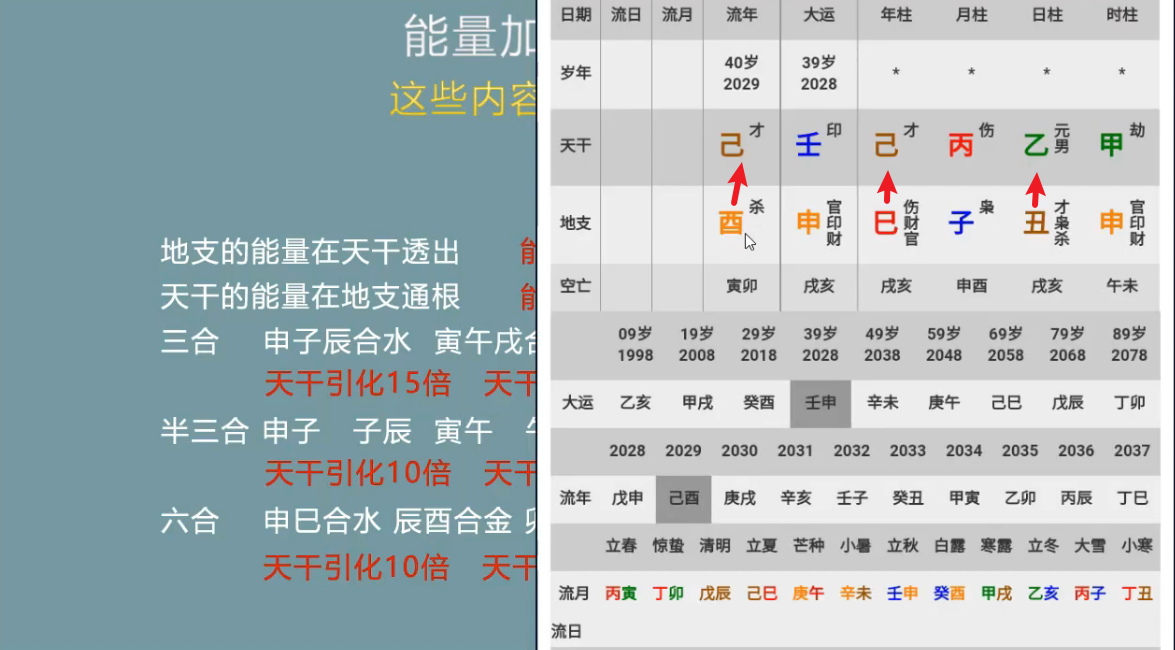 能量加
这些内容
地支的能量在天干透出 能
天干的能量在地支通根 能
三合 申子辰合水 寅午戌合
天干引化15倍 天干
半三合 申子 子辰 寅午 午
天干引化10倍 天干
六合 申巳合水 辰酉合金 卯
天干引化10倍 天干
日期 流日 流月 流年 大运 年柱 月柱 日柱 时柱
岁年 40岁 2029 39岁 2028 * * * *
天干 己 才 壬 印 己 才 丙 伤 乙 元男 甲 劫
地支 酉 杀 申 官印财 巳 伤财官 子 枭 丑 才枭杀 申 官印财
空亡 寅卯 戌亥 戌亥 申酉 戌亥 午未
09岁 19岁 29岁 39岁 49岁 59岁 69岁 79岁 89岁
1998 2008 2018 2028 2038 2048 2058 2068 2078
大运 乙亥 甲戌 癸酉 壬申 辛未 庚午 己巳 戊辰 丁卯
2028 2029 2030 2031 2032 2033 2034 2035 2036 2037
流年 戊申 己酉 庚戌 辛亥 壬子 癸丑 甲寅 乙卯 丙辰 丁巳
立春 惊蛰 清明 立夏 芒种 小暑 立秋 白露 寒露 立冬 大雪 小寒
流月 丙寅 丁卯 戊辰 己巳 庚午 辛未 壬申 癸酉 甲戌 乙亥 丙子 丁丑
流日